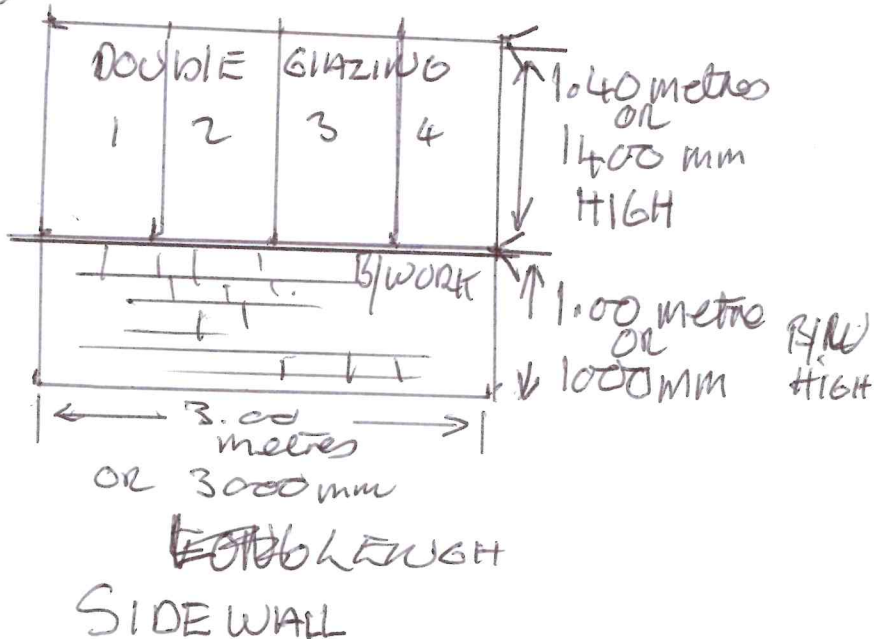 DOUBLE GLAZING
1 2 3 4
1.40 metres
OR
1400 mm
HIGH
B/WORK
1.00 metre
OR
1000mm
HIGH
3.00
metres
OR 3000mm
LENGH
SIDE WALL